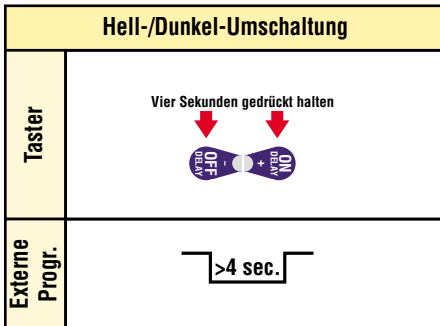 Hell-/Dunkel-Umschaltung
Taster
Vier Sekunden gedrückt halten
OFF
DELAY
-
+
ON
DELAY
Externe
Progr.
>4 sec.